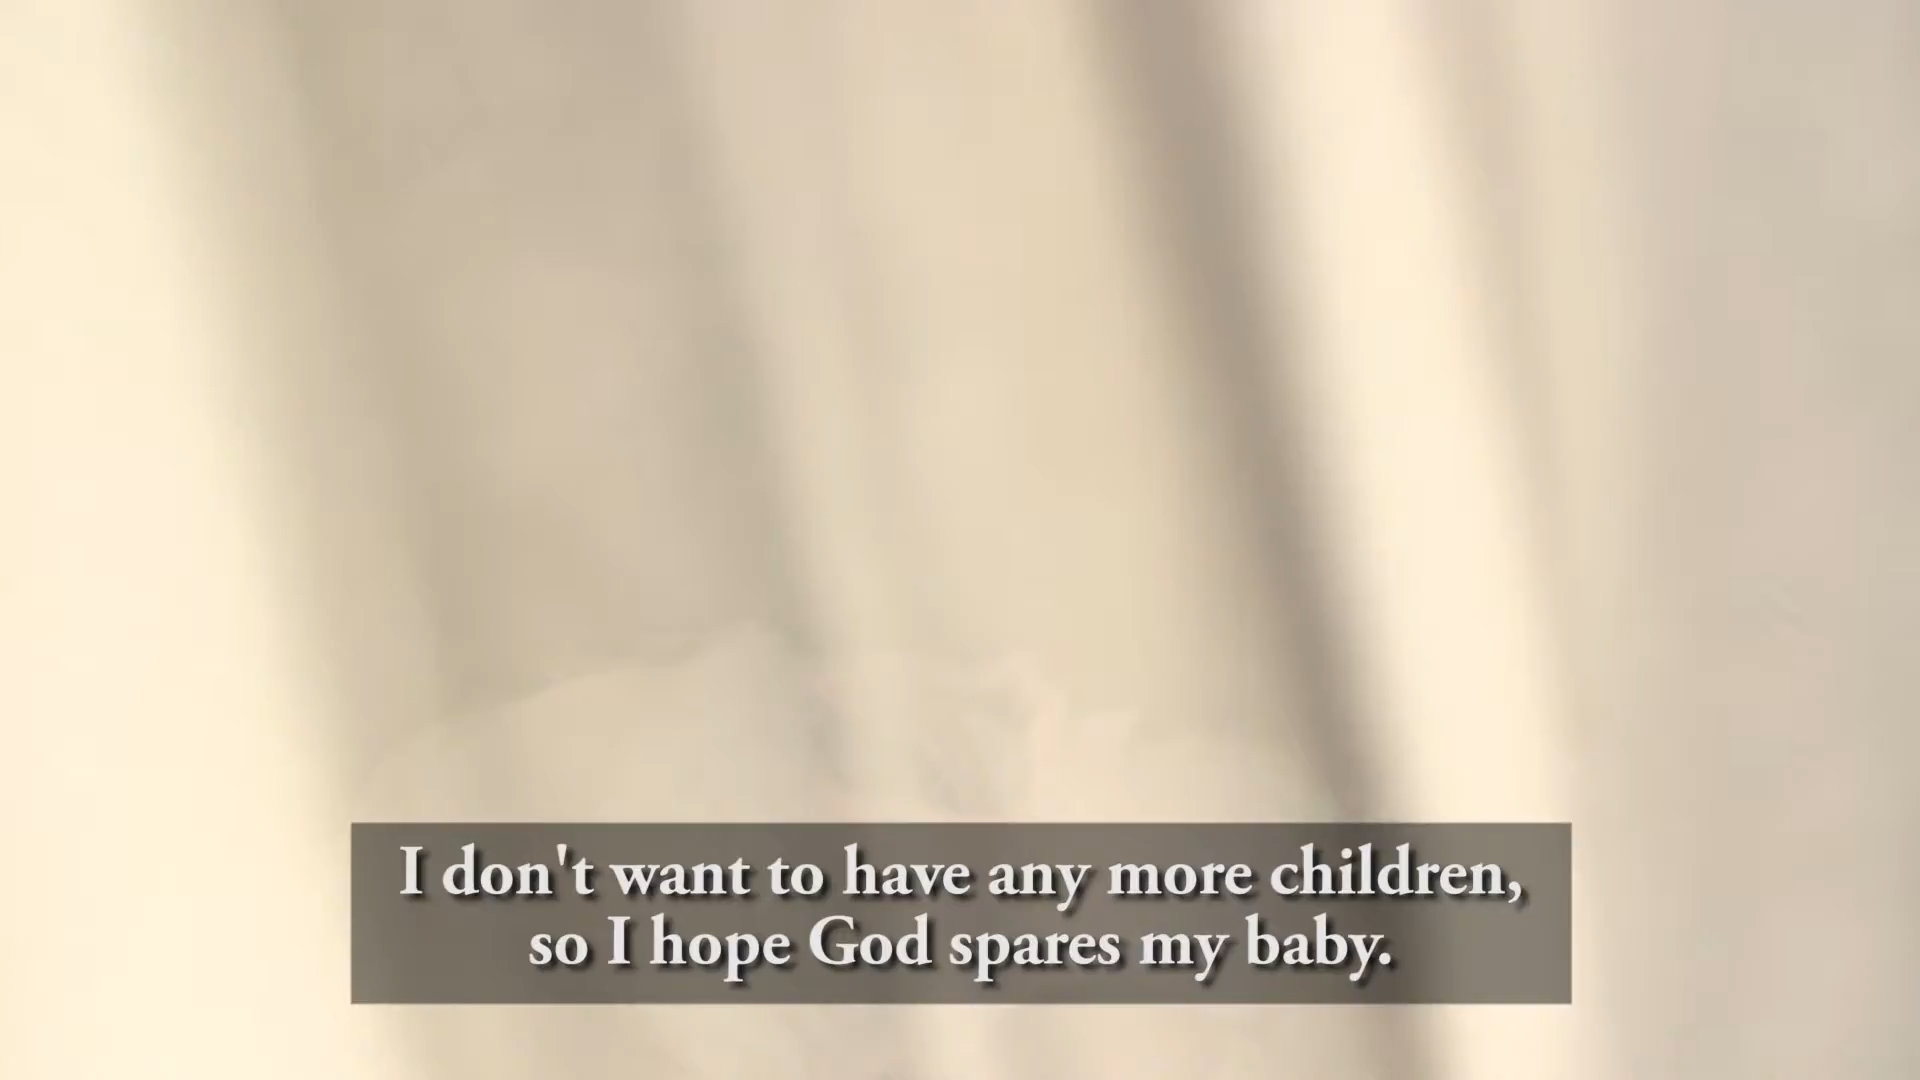 I don't want to have any more children,
so I hope God spares my baby.